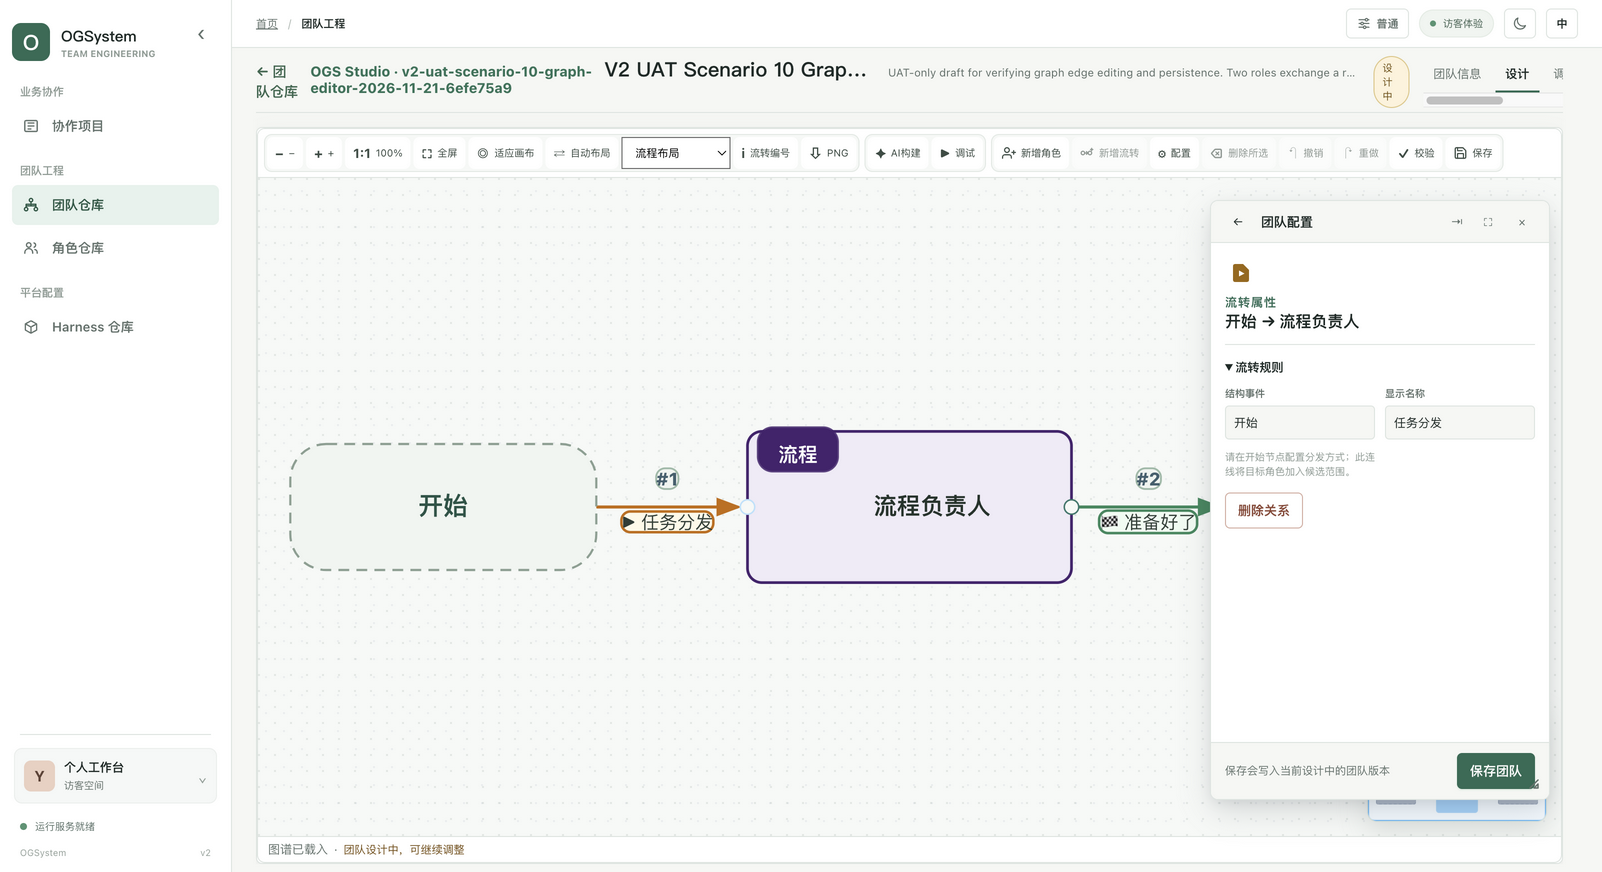 O
OGSystem
TEAM ENGINEERING
业务协作
协作项目
团队工程
团队仓库
角色仓库
平台配置
Harness 仓库
Y
个人工作台
访客空间
运行服务就绪
OGSystem
v2
首页 / 团队工程
普通
访客体验
中
← 团
队仓库
OGS Studio · v2-uat-scenario-10-graph-
editor-2026-11-21-6efe75a9
V2 UAT Scenario 10 Grap...
UAT-only draft for verifying graph edge editing and persistence. Two roles exchange a r...
设
计
中
团队信息
设计
调
− −
+ +
1:1 100%
全屏
适应画布
自动布局
流程布局
i 流转编号
PNG
AI构建
调试
新增角色
新增流转
配置
删除所选
撤销
重做
校验
保存
开始
#1
任务分发
流程
流程负责人
#2
准备好了
← 团队配置
流转属性
开始 → 流程负责人
▼流转规则
结构事件
显示名称
开始
任务分发
请在开始节点配置分发方式；此连
线将目标角色加入候选范围。
删除关系
保存会写入当前设计中的团队版本
保存团队
图谱已载入 · 团队设计中，可继续调整